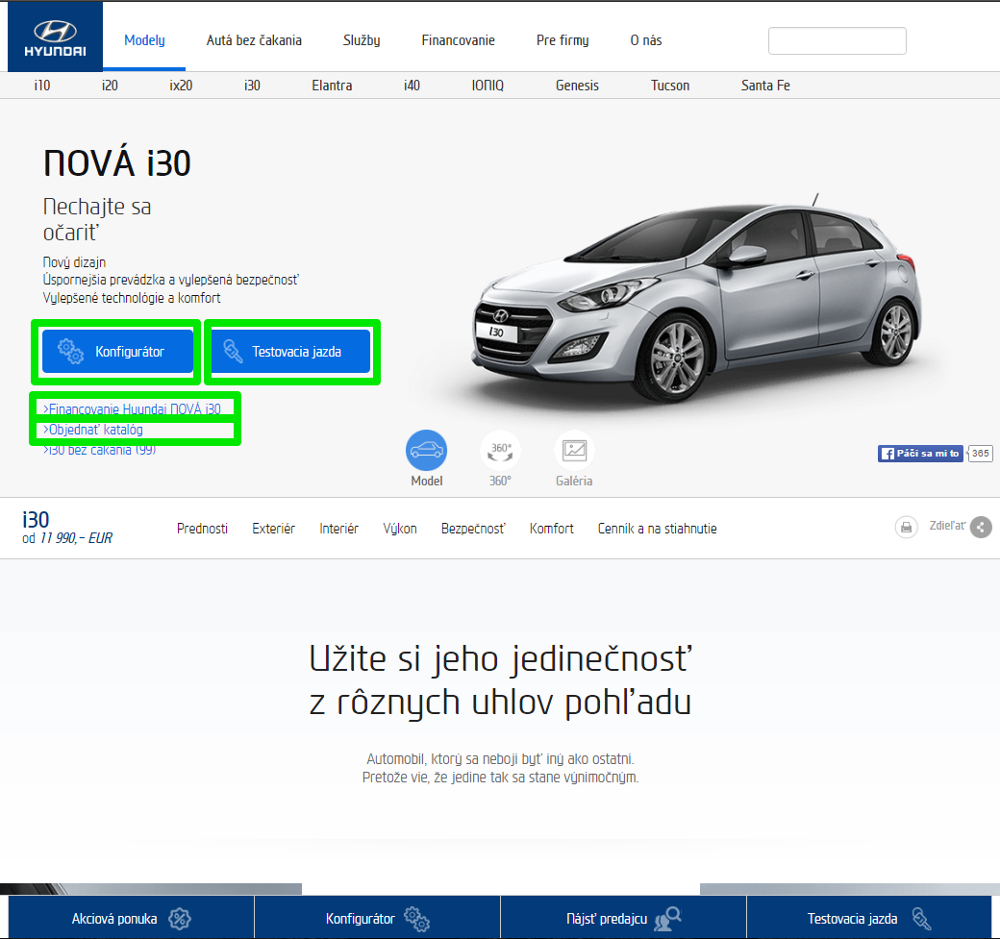 HYUNDAI
Modely
Autá bez čakania
Služby
Financovanie
Pre firmy
O nás
i10
i20
ix20
i30
Elantra
i40
IONIQ
Genesis
Tucson
Santa Fe
NOVÁ i30
Nechajte sa
očariť
Nový dizajn
Úspornejšia prevádzka a vylepšená bezpečnosť
Vylepšené technológie a komfort
Konfigurátor
Testovacia jazda
>Financovanie Hyundai NOVÁ i30
>Objednať katalóg
>i30 bez čakania (99)
i30
Model
360°
360°
Galéria
Páči sa mi to
365
i30
od 11 990,- EUR
Prednosti
Exteriér
Interiér
Výkon
Bezpečnosť
Komfort
Cenník a na stiahnutie
Zdieľať
Užite si jeho jedinečnosť
z rôznych uhlov pohľadu
Automobil, ktorý sa nebojí byť iný ako ostatní.
Pretože vie, že jedine tak sa stane výnimočným.
Akciová ponuka
Konfigurátor
Nájsť predajcu
Testovacia jazda